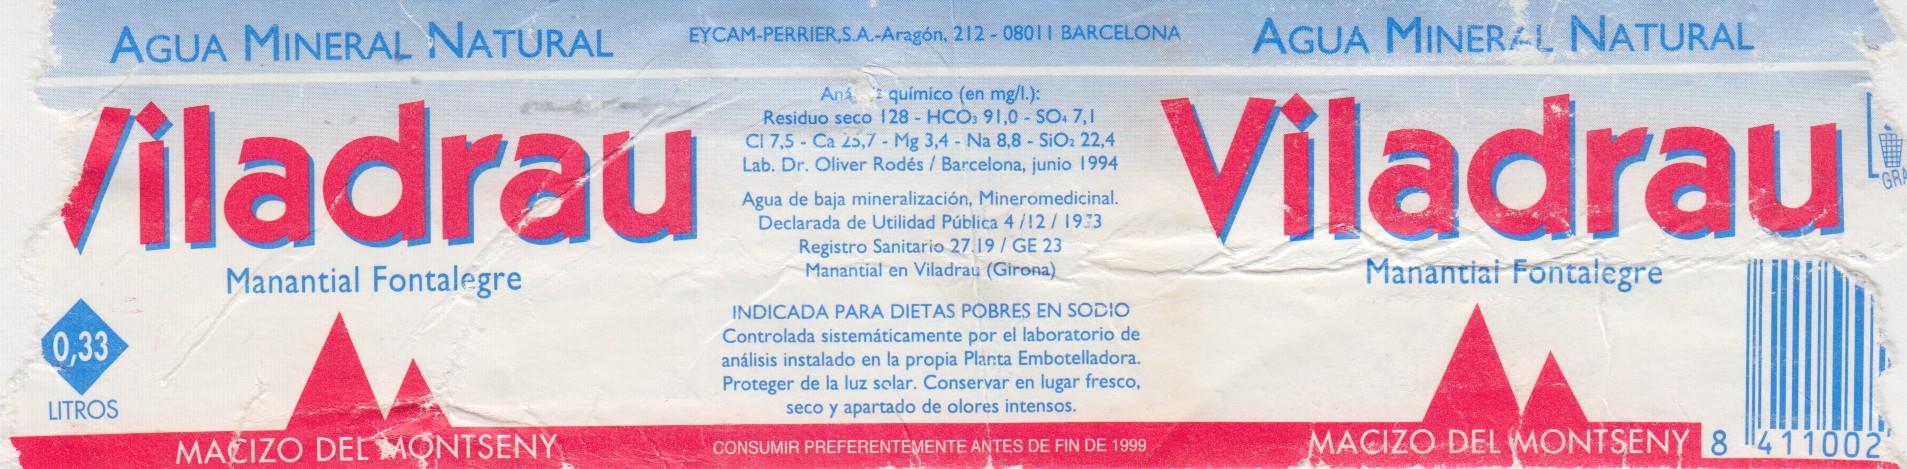 AGUA MINERAL NATURAL
Viladrau
Manantial Fontalegre
0,33
LITROS
MACIZO DEL MONTSENY
EYCAM-PERRIER,S.A.-Aragón, 212 - 08011 BARCELONA
químico (en mg/l.):
Residuo seco 128 - HCO₃ 91,0 - SO₄ 7,1
Cl 7,5 - Ca 25,7 - Mg 3,4 - Na 8,8 - SiO₂ 22,4
Lab. Dr. Oliver Rodés / Barcelona, junio 1994
Agua de baja mineralización, Mineromedicinal.
Declarada de Utilidad Pública 4 /12 /
Registro Sanitario 27.19 / GE 23
Manantial en Viladrau (Girona)
INDICADA PARA DIETAS POBRES EN SODIO
Controlada sistemáticamente por el laboratorio de
análisis instalado en la propia Planta Embotelladora.
Proteger de la luz solar. Conservar en lugar fresco,
seco y apartado de olores intensos.
CONSUMIR PREFERENTEMENTE ANTES DE FIN DE 1999
AGUA MINERAL NATURAL
Viladrau
Manantial Fontalegre
MACIZO DEL MONTSENY
GRA
8 411002